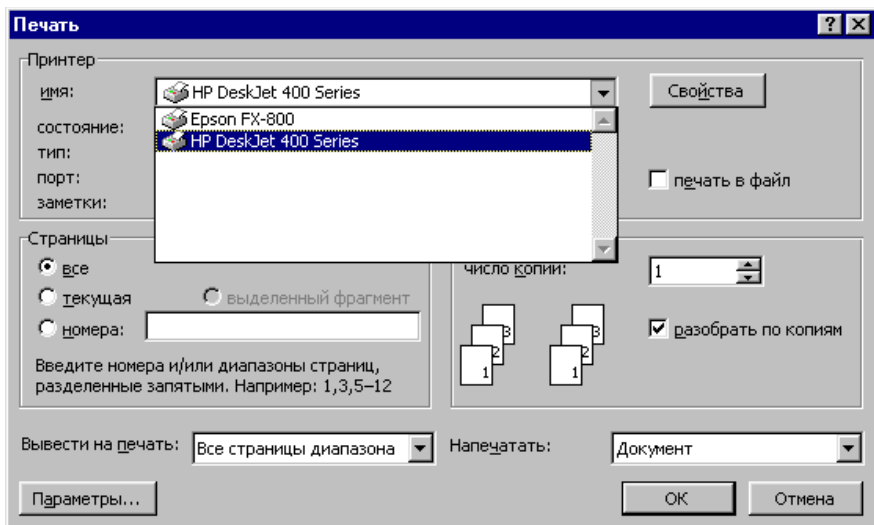 Печать
Принтер
имя:
HP DeskJet 400 Series
Свойства
Epson FX-800
HP DeskJet 400 Series
состояние:
тип:
порт:
печать в файл
заметки:
Страницы
все
число копий:
1
текущая
выделенный фрагмент
номера:
разобрать по копиям
1 2 3
1 2 3
Введите номера и/или диапазоны страниц,
разделенные запятыми. Например: 1,3,5–12
Вывести на печать:
Все страницы диапазона
Напечатать:
Документ
Параметры...
ОК
Отмена